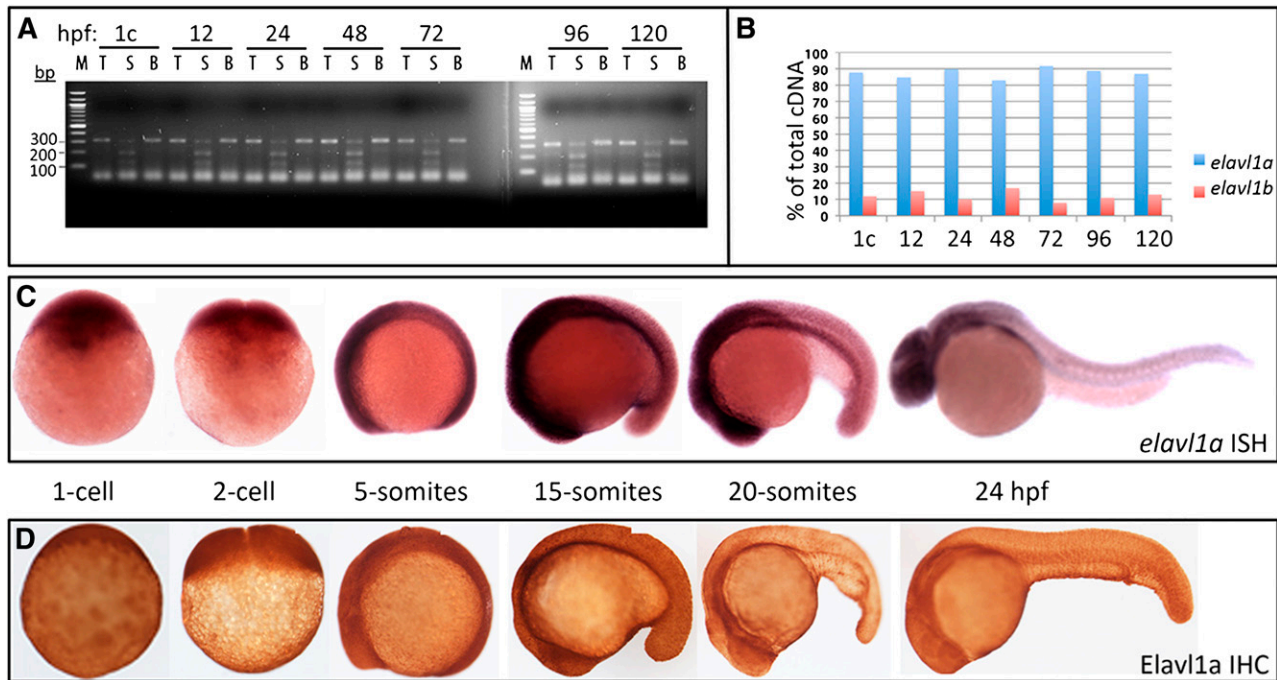 A
hpf: 1c 12 24 48 72 96 120
bp M T S B T S B T S B T S B T S B M T S B T S B
300
200
100
B
% of total cDNA
100
90
80
70
60
50
40
30
20
10
0
1c 12 24 48 72 96 120
elavl1a
elavl1b
C
elavl1a ISH
1-cell 2-cell 5-somites 15-somites 20-somites 24 hpf
D
Elavl1a IHC